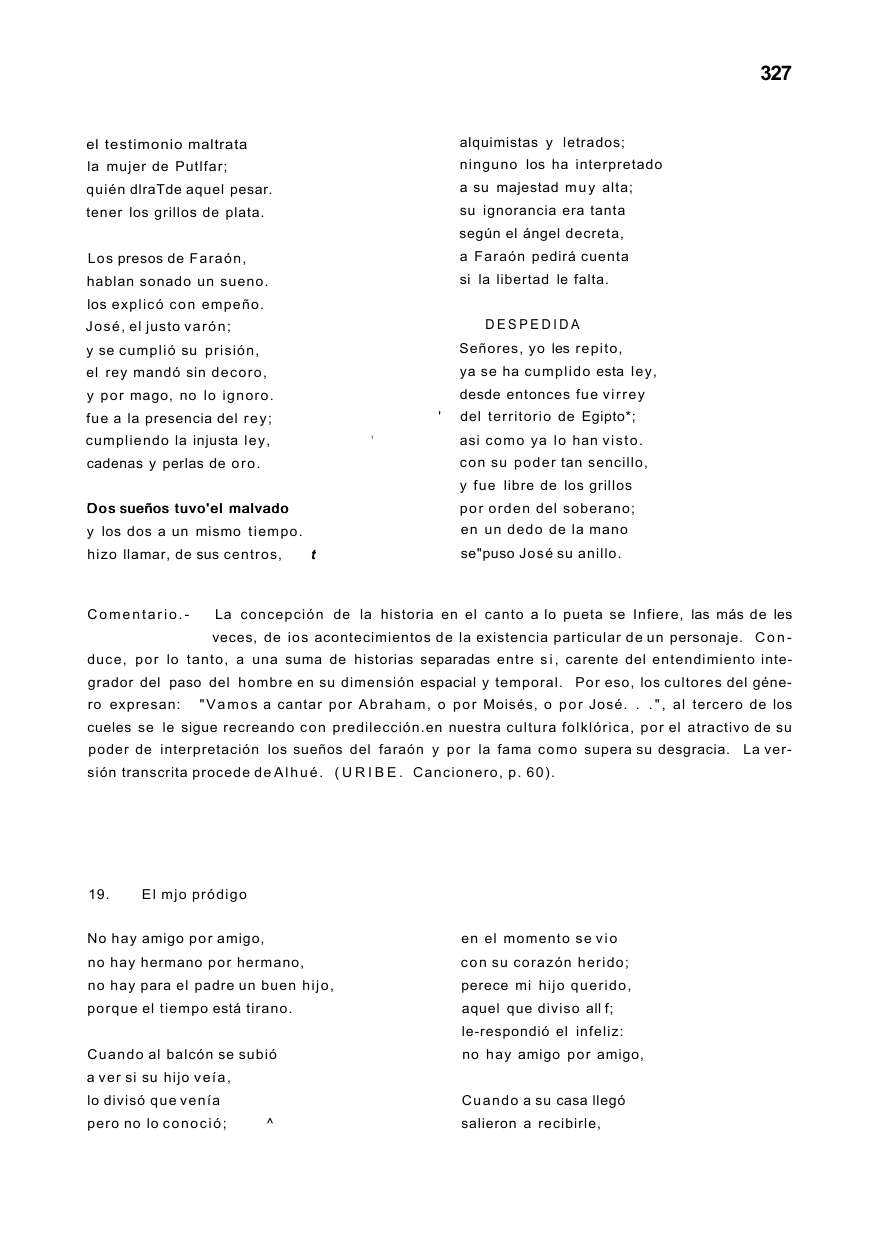 327
el testimonio maltrata
la mujer de Putlfar;
quién dlraTde aquel pesar.
tener los grillos de plata.
Los presos de Faraón,
hablan sonado un sueno.
los explicó con empeño.
José, el justo varón;
y se cumplió su prisión,
el rey mandó sin decoro,
y por mago, no lo ignoro.
fue a la presencia del rey;
cumpliendo la injusta ley,
cadenas y perlas de oro.
Dos sueños tuvo'el malvado
y los dos a un mismo tiempo.
hizo llamar, de sus centros, t
alquimistas y letrados;
ninguno los ha interpretado
a su majestad muy alta;
su ignorancia era tanta
según el ángel decreta,
a Faraón pedirá cuenta
si la libertad le falta.
DESPEDIDA
Señores, yo les repito,
ya se ha cumplido esta ley,
desde entonces fue virrey
' del territorio de Egipto*;
' asi como ya lo han visto.
con su poder tan sencillo,
y fue libre de los grillos
por orden del soberano;
en un dedo de la mano
se"puso José su anillo.
Comentario.- La concepción de la historia en el canto a lo pueta se Infiere, las más de les
veces, de ios acontecimientos de la existencia particular de un personaje. Con-
duce, por lo tanto, a una suma de historias separadas entre si, carente del entendimiento inte-
grador del paso del hombre en su dimensión espacial y temporal. Por eso, los cultores del géne-
ro expresan: "Vamos a cantar por Abraham, o por Moisés, o por José. . .", al tercero de los
cueles se le sigue recreando con predilección.en nuestra cultura folklórica, por el atractivo de su
poder de interpretación los sueños del faraón y por la fama como supera su desgracia. La ver-
sión transcrita procede de Alhué. (URIBE. Cancionero, p. 60).
19. El mjo pródigo
No hay amigo por amigo,
no hay hermano por hermano,
no hay para el padre un buen hijo,
porque el tiempo está tirano.
Cuando al balcón se subió
a ver si su hijo veía,
lo divisó que venía
pero no lo conoció; ^
en el momento se vio
con su corazón herido;
perece mi hijo querido,
aquel que diviso all f;
le-respondió el infeliz:
no hay amigo por amigo,
Cuando a su casa llegó
salieron a recibirle,